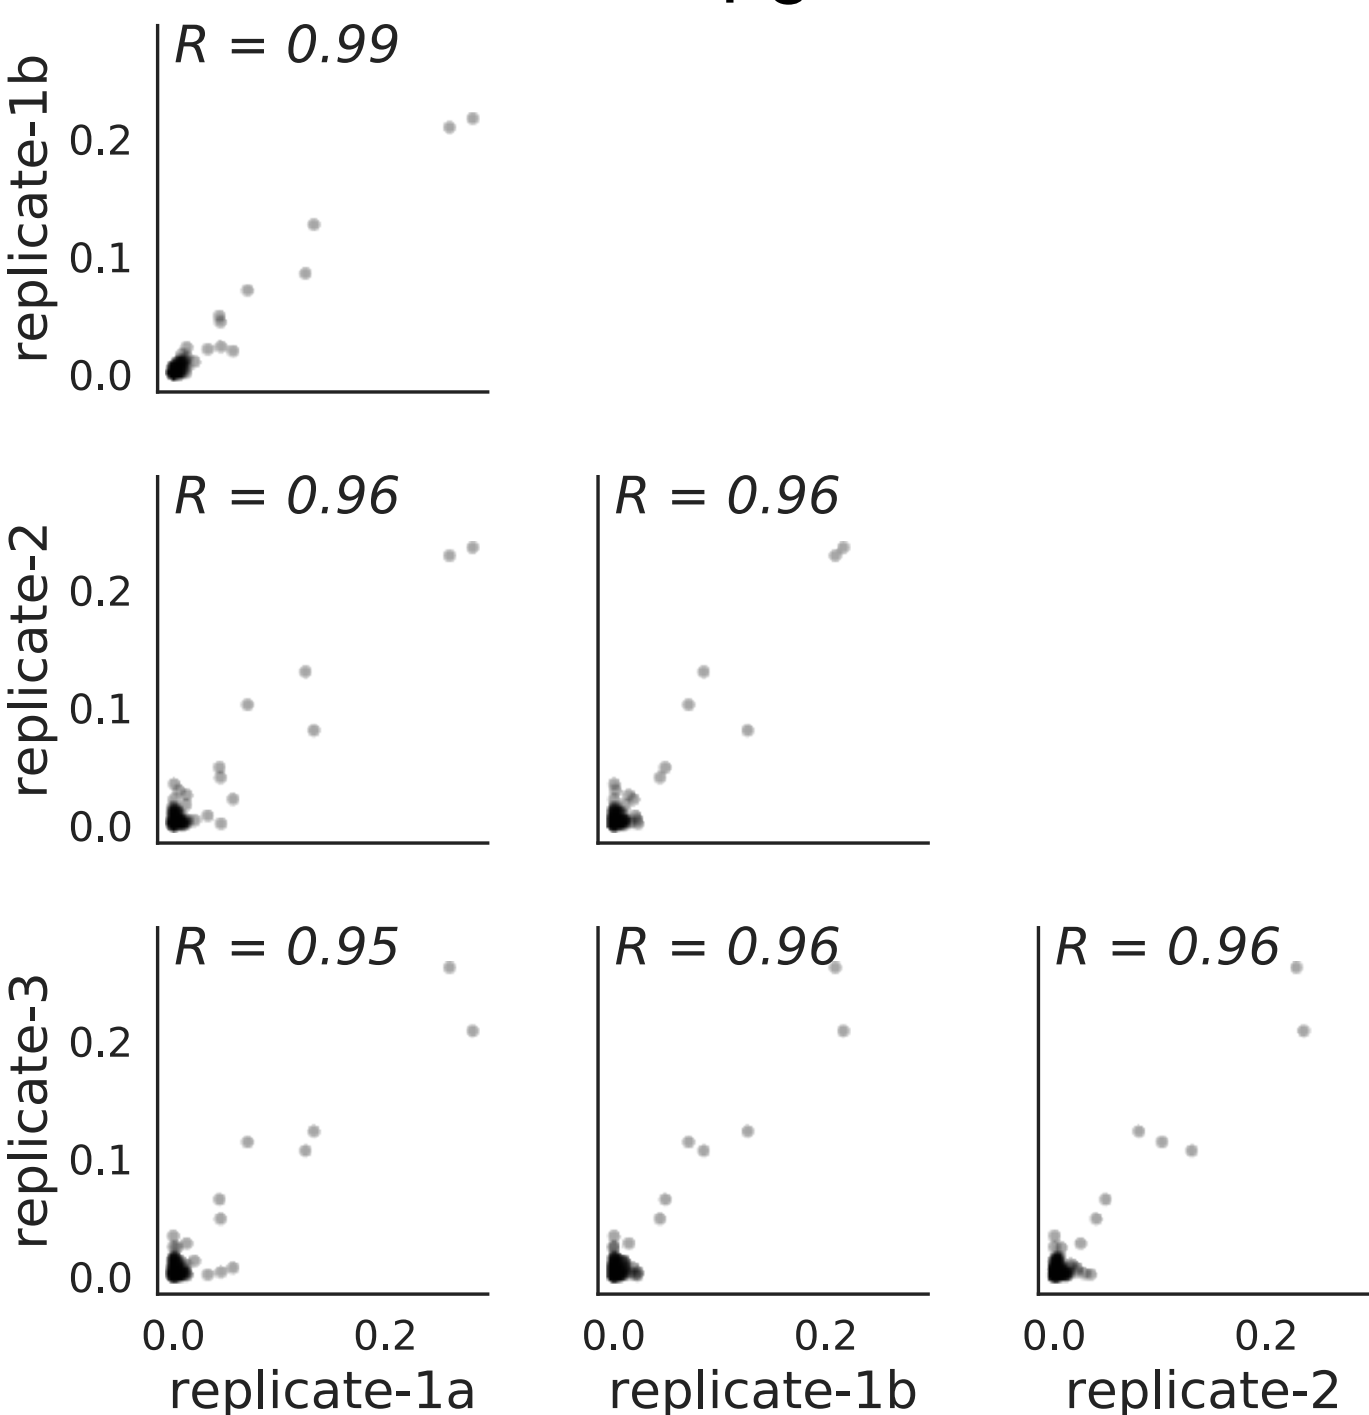 R = 0.99
replicate-1b
0.2
0.1
0.0
R = 0.96
R = 0.96
replicate-2
0.2
0.1
0.0
R = 0.95
R = 0.96
R = 0.96
replicate-3
0.2
0.1
0.0
0.0 0.2
0.0 0.2
0.0 0.2
replicate-1a
replicate-1b
replicate-2